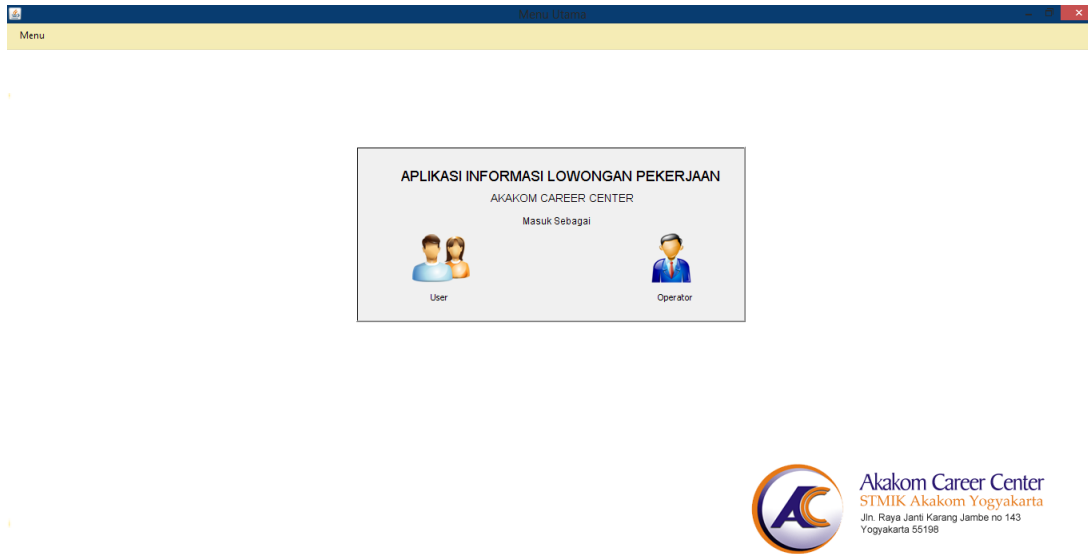 Menu Utama
Menu
APLIKASI INFORMASI LOWONGAN PEKERJAAN
AKAKOM CAREER CENTER
Masuk Sebagai
User
Operator
AC
Akakom Career Center
STMIK Akakom Yogyakarta
Jln. Raya Janti Karang Jambe no 143
Yogyakarta 55198